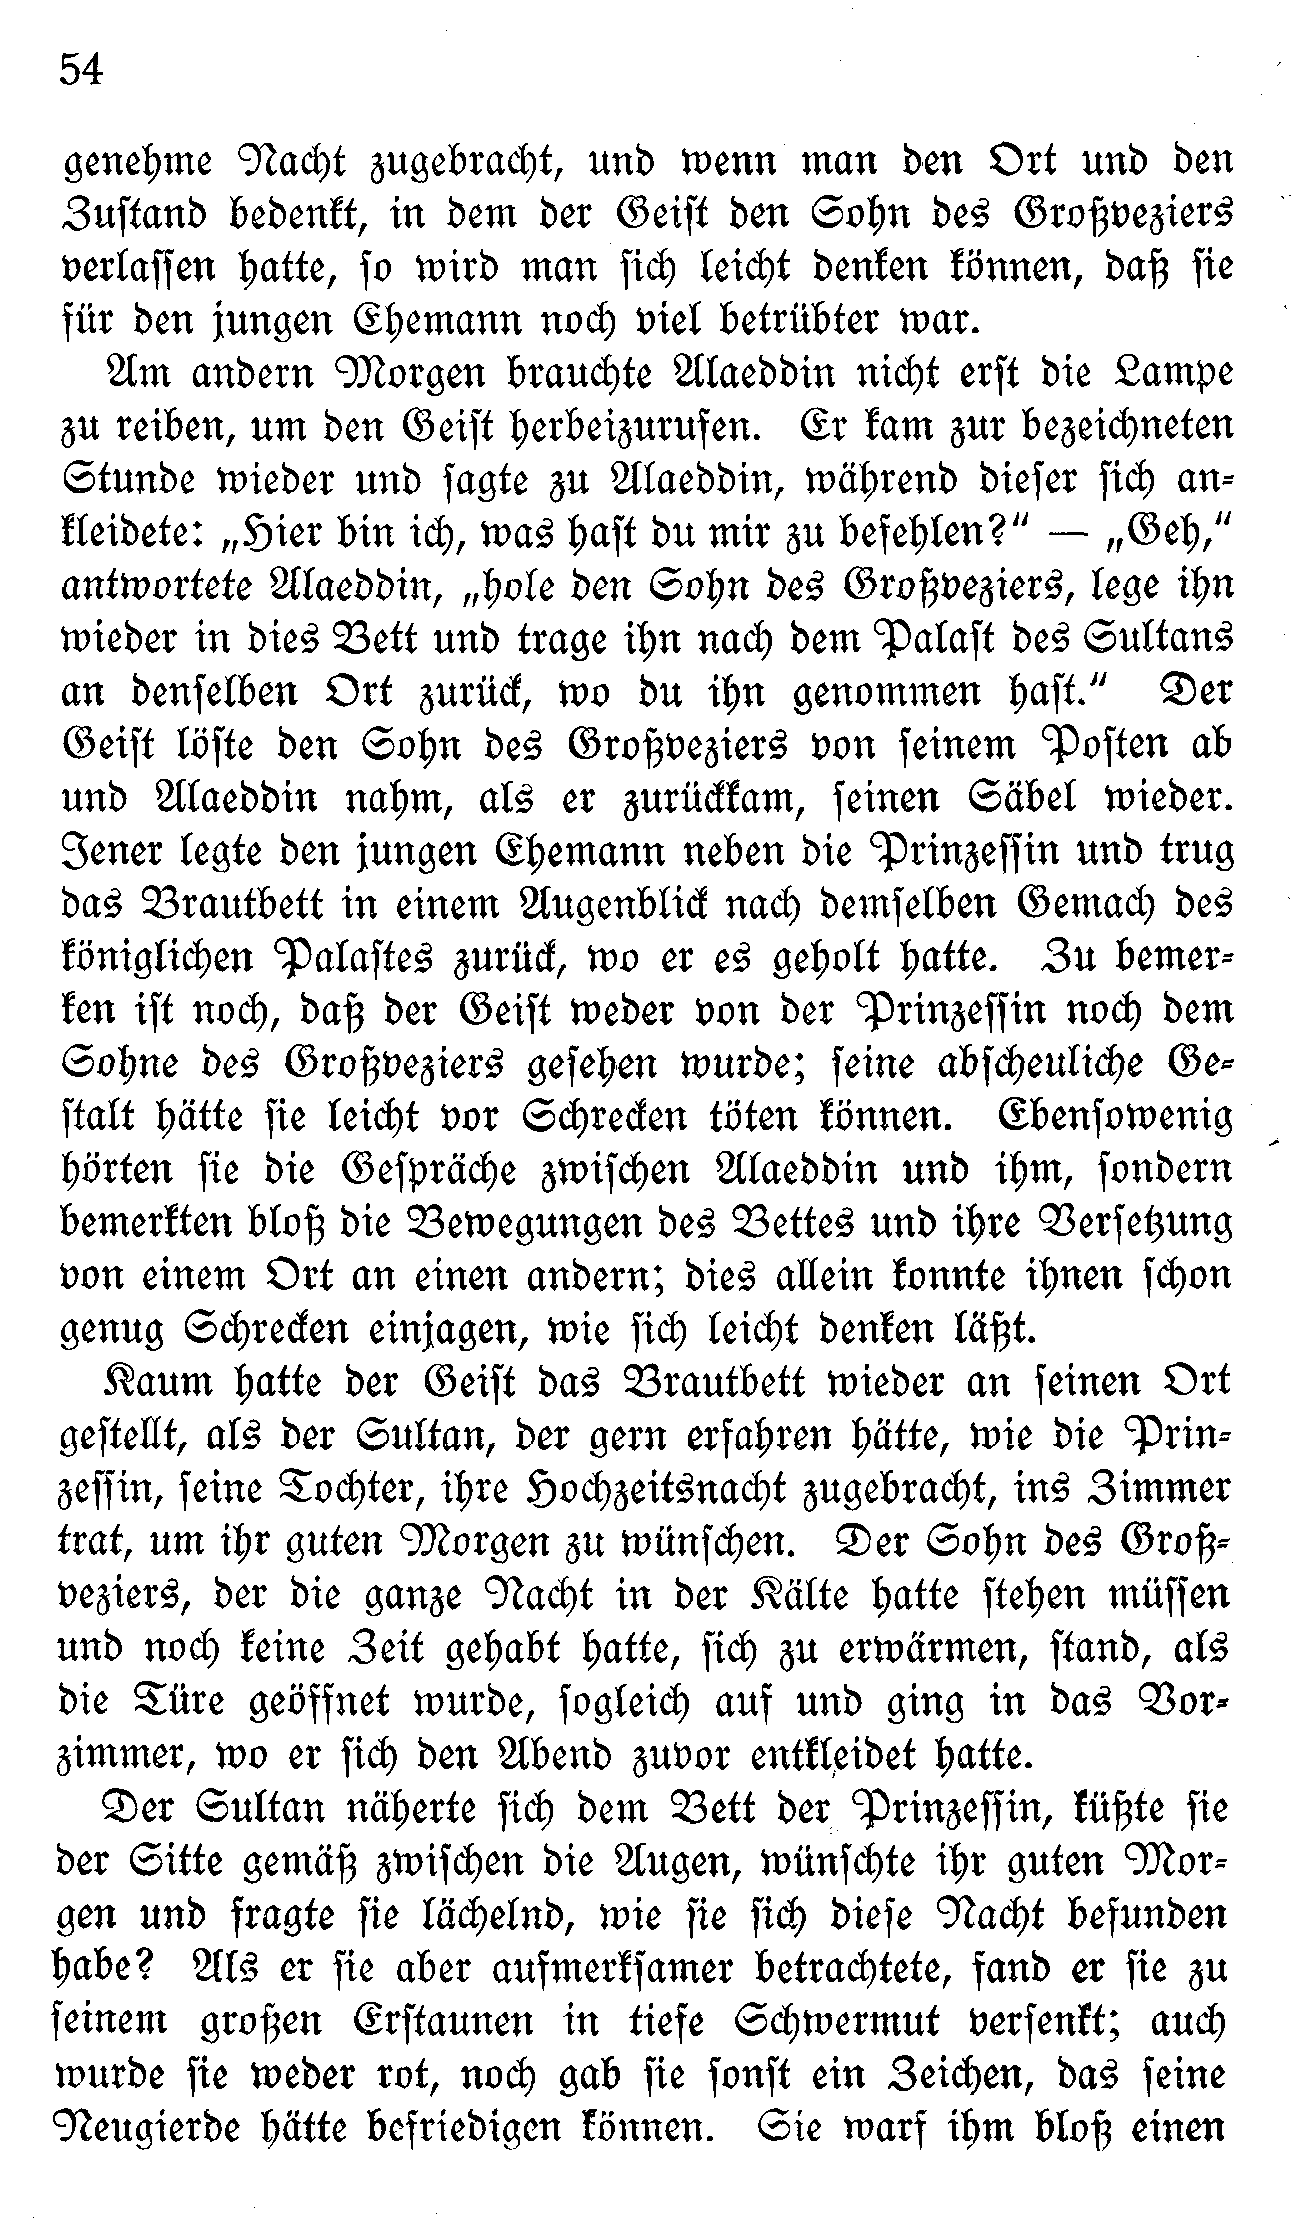 54
genehme Nacht zugebracht, und wenn man den Ort und den
Zustand bedenkt, in dem der Geist den Sohn des Großveziers
verlassen hatte, so wird man sich leicht denken können, daß sie
für den jungen Ehemann noch viel betrübter war.
Am andern Morgen brauchte Alaeddin nicht erst die Lampe
zu reiben, um den Geist herbeizurufen. Er kam zur bezeichneten
Stunde wieder und sagte zu Alaeddin, während dieser sich an-
kleidete: „Hier bin ich, was hast du mir zu befehlen?" — „Geh,"
antwortete Alaeddin, „hole den Sohn des Großveziers, lege ihn
wieder in dies Bett und trage ihn nach dem Palast des Sultans
an denselben Ort zurück, wo du ihn genommen hast." Der
Geist löste den Sohn des Großveziers von seinem Posten ab
und Alaeddin nahm, als er zurückkam, seinen Säbel wieder.
Jener legte den jungen Ehemann neben die Prinzessin und trug
das Brautbett in einem Augenblick nach demselben Gemach des
königlichen Palastes zurück, wo er es geholt hatte. Zu bemer-
ken ist noch, daß der Geist weder von der Prinzessin noch dem
Sohne des Großveziers gesehen wurde; seine abscheuliche Ge-
stalt hätte sie leicht vor Schrecken töten können. Ebensowenig
hörten sie die Gespräche zwischen Alaeddin und ihm, sondern
bemerkten bloß die Bewegungen des Bettes und ihre Versetzung
von einem Ort an einen andern; dies allein konnte ihnen schon
genug Schrecken einjagen, wie sich leicht denken läßt.
Kaum hatte der Geist das Brautbett wieder an seinen Ort
gestellt, als der Sultan, der gern erfahren hätte, wie die Prin-
zessin, seine Tochter, ihre Hochzeitsnacht zugebracht, ins Zimmer
trat, um ihr guten Morgen zu wünschen. Der Sohn des Groß-
veziers, der die ganze Nacht in der Kälte hatte stehen müssen
und noch keine Zeit gehabt hatte, sich zu erwärmen, stand, als
die Türe geöffnet wurde, sogleich auf und ging in das Vor-
zimmer, wo er sich den Abend zuvor entkleidet hatte.
Der Sultan näherte sich dem Bett der Prinzessin, küßte sie
der Sitte gemäß zwischen die Augen, wünschte ihr guten Mor-
gen und fragte sie lächelnd, wie sie sich diese Nacht befunden
habe? Als er sie aber aufmerksamer betrachtete, fand er sie zu
seinem großen Erstaunen in tiefe Schwermut versenkt; auch
wurde sie weder rot, noch gab sie sonst ein Zeichen, das seine
Neugierde hätte befriedigen können. Sie warf ihm bloß einen